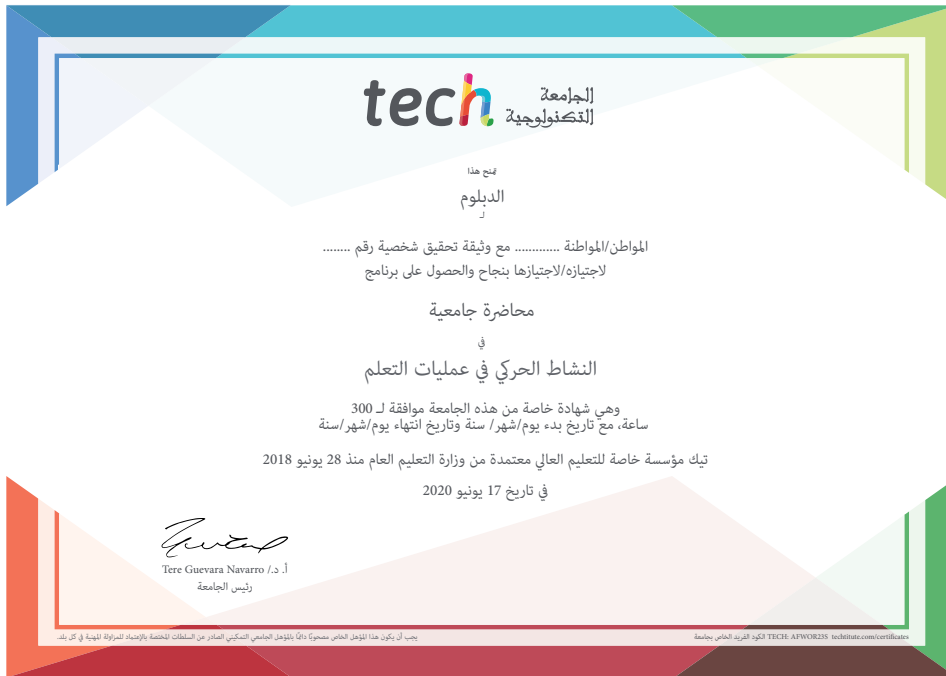 tech الجامعة
التكنولوجية
يمنح هذا
الدبلوم
لـ
المواطن/المواطنة ............. مع وثيقة تحقيق شخصية رقم ........
لاجتيازه/لاجتيازها بنجاح والحصول على برنامج
محاضرة جامعية
في
النشاط الحركي في عمليات التعلم
وهي شهادة خاصة من هذه الجامعة موافقة لـ 300
ساعة، مع تاريخ بدء يوم/شهر/ سنة وتاريخ انتهاء يوم/شهر/سنة
تيك مؤسسة خاصة للتعليم العالي معتمدة من وزارة التعليم العام منذ 28 يونيو 2018
في تاريخ 17 يونيو 2020
أ. د./ Tere Guevara Navarro
رئيس الجامعة
يجب أن يكون هذا المؤهل الخاص مصحوبًا دائمًا بالمؤهل الجامعي التمكيني الصادر عن السلطات المختصة بالإعتماد للمزاولة المهنية في كل بلد.
الكود الفريد الخاص بجامعة TECH: AFWOR23S techtitute.com/certificates